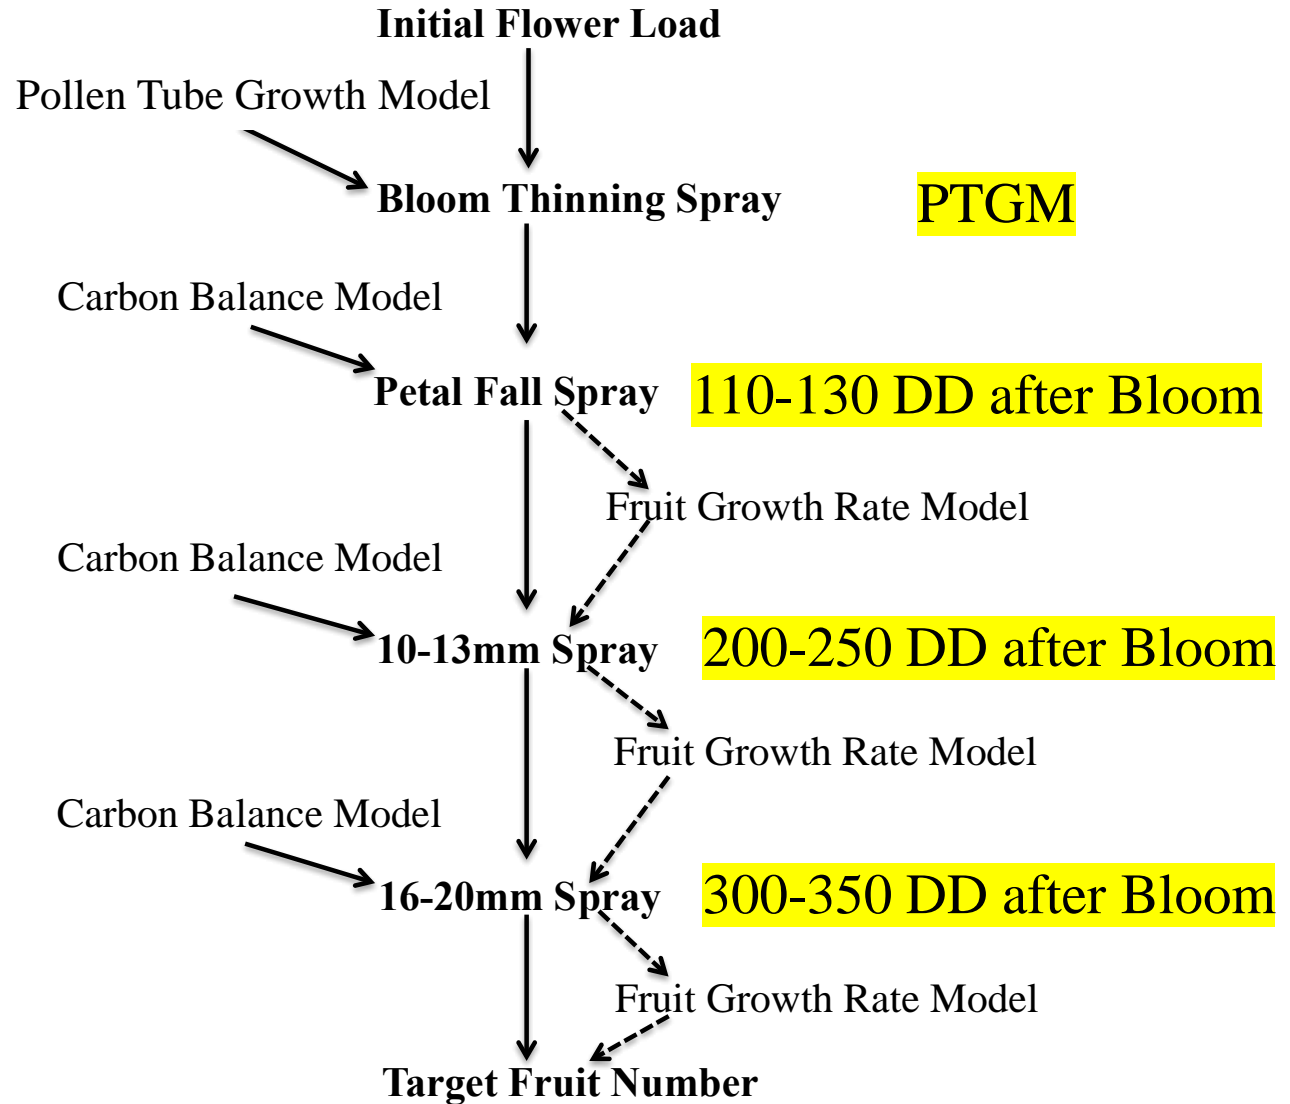 Initial Flower Load
Pollen Tube Growth Model
Bloom Thinning Spray
PTGM
Carbon Balance Model
Petal Fall Spray
110-130 DD after Bloom
Fruit Growth Rate Model
Carbon Balance Model
10-13mm Spray
200-250 DD after Bloom
Fruit Growth Rate Model
Carbon Balance Model
16-20mm Spray
300-350 DD after Bloom
Fruit Growth Rate Model
Target Fruit Number